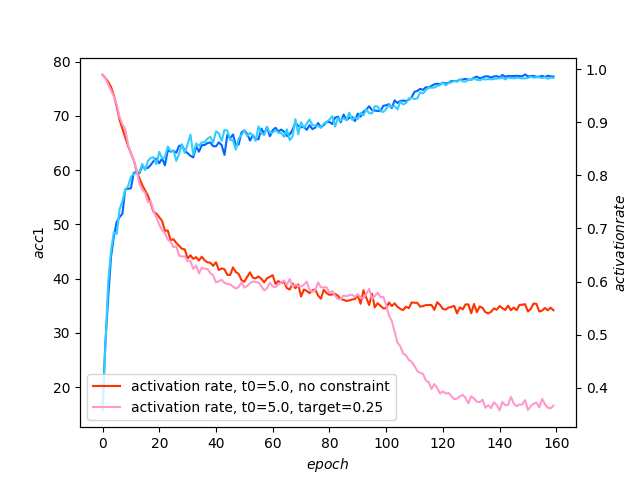 80
70
60
50
40
30
20
acc1
1.0
0.9
0.8
0.7
0.6
0.5
0.4
activationrate
activation rate, t0=5.0, no constraint
activation rate, t0=5.0, target=0.25
0 20 40 60 80 100 120 140 160
epoch